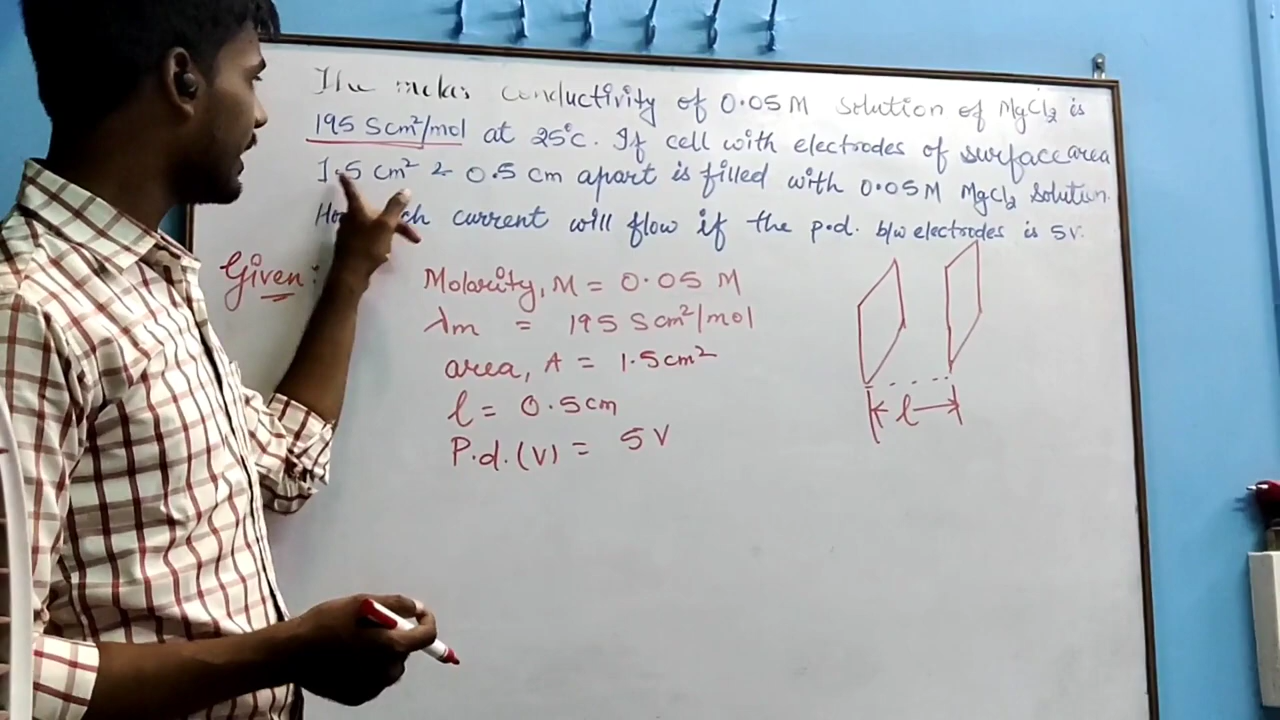 The molar conductivity of 0.05 M solution of MgCl₂ is
195 S cm²/mol at 25°C. If cell with electrodes of surface area
1.5 cm² & 0.5 cm apart is filled with 0.05 M MgCl₂ solution.
current will flow if the p.d. b/w electrodes is 5V.
Given:
Molarity, M = 0.05 M
λm = 195 S cm²/mol
area, A = 1.5 cm²
l = 0.5 cm
P.d. (V) = 5 V
l